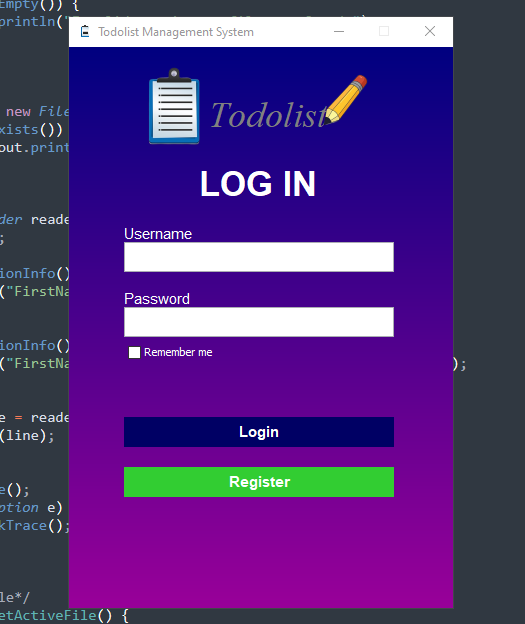 Empty()) {
println("
Todolist Management System
new File
xists())
out.print
Todolist
LOG IN
der reade
;
Username
ionInfo()
("FirstNa
Password
ionInfo()
Remember me
("FirstNa
);
e = reade
(line);
Login
Register
e();
ption e)
kTrace();
le*/
etActiveFile() {